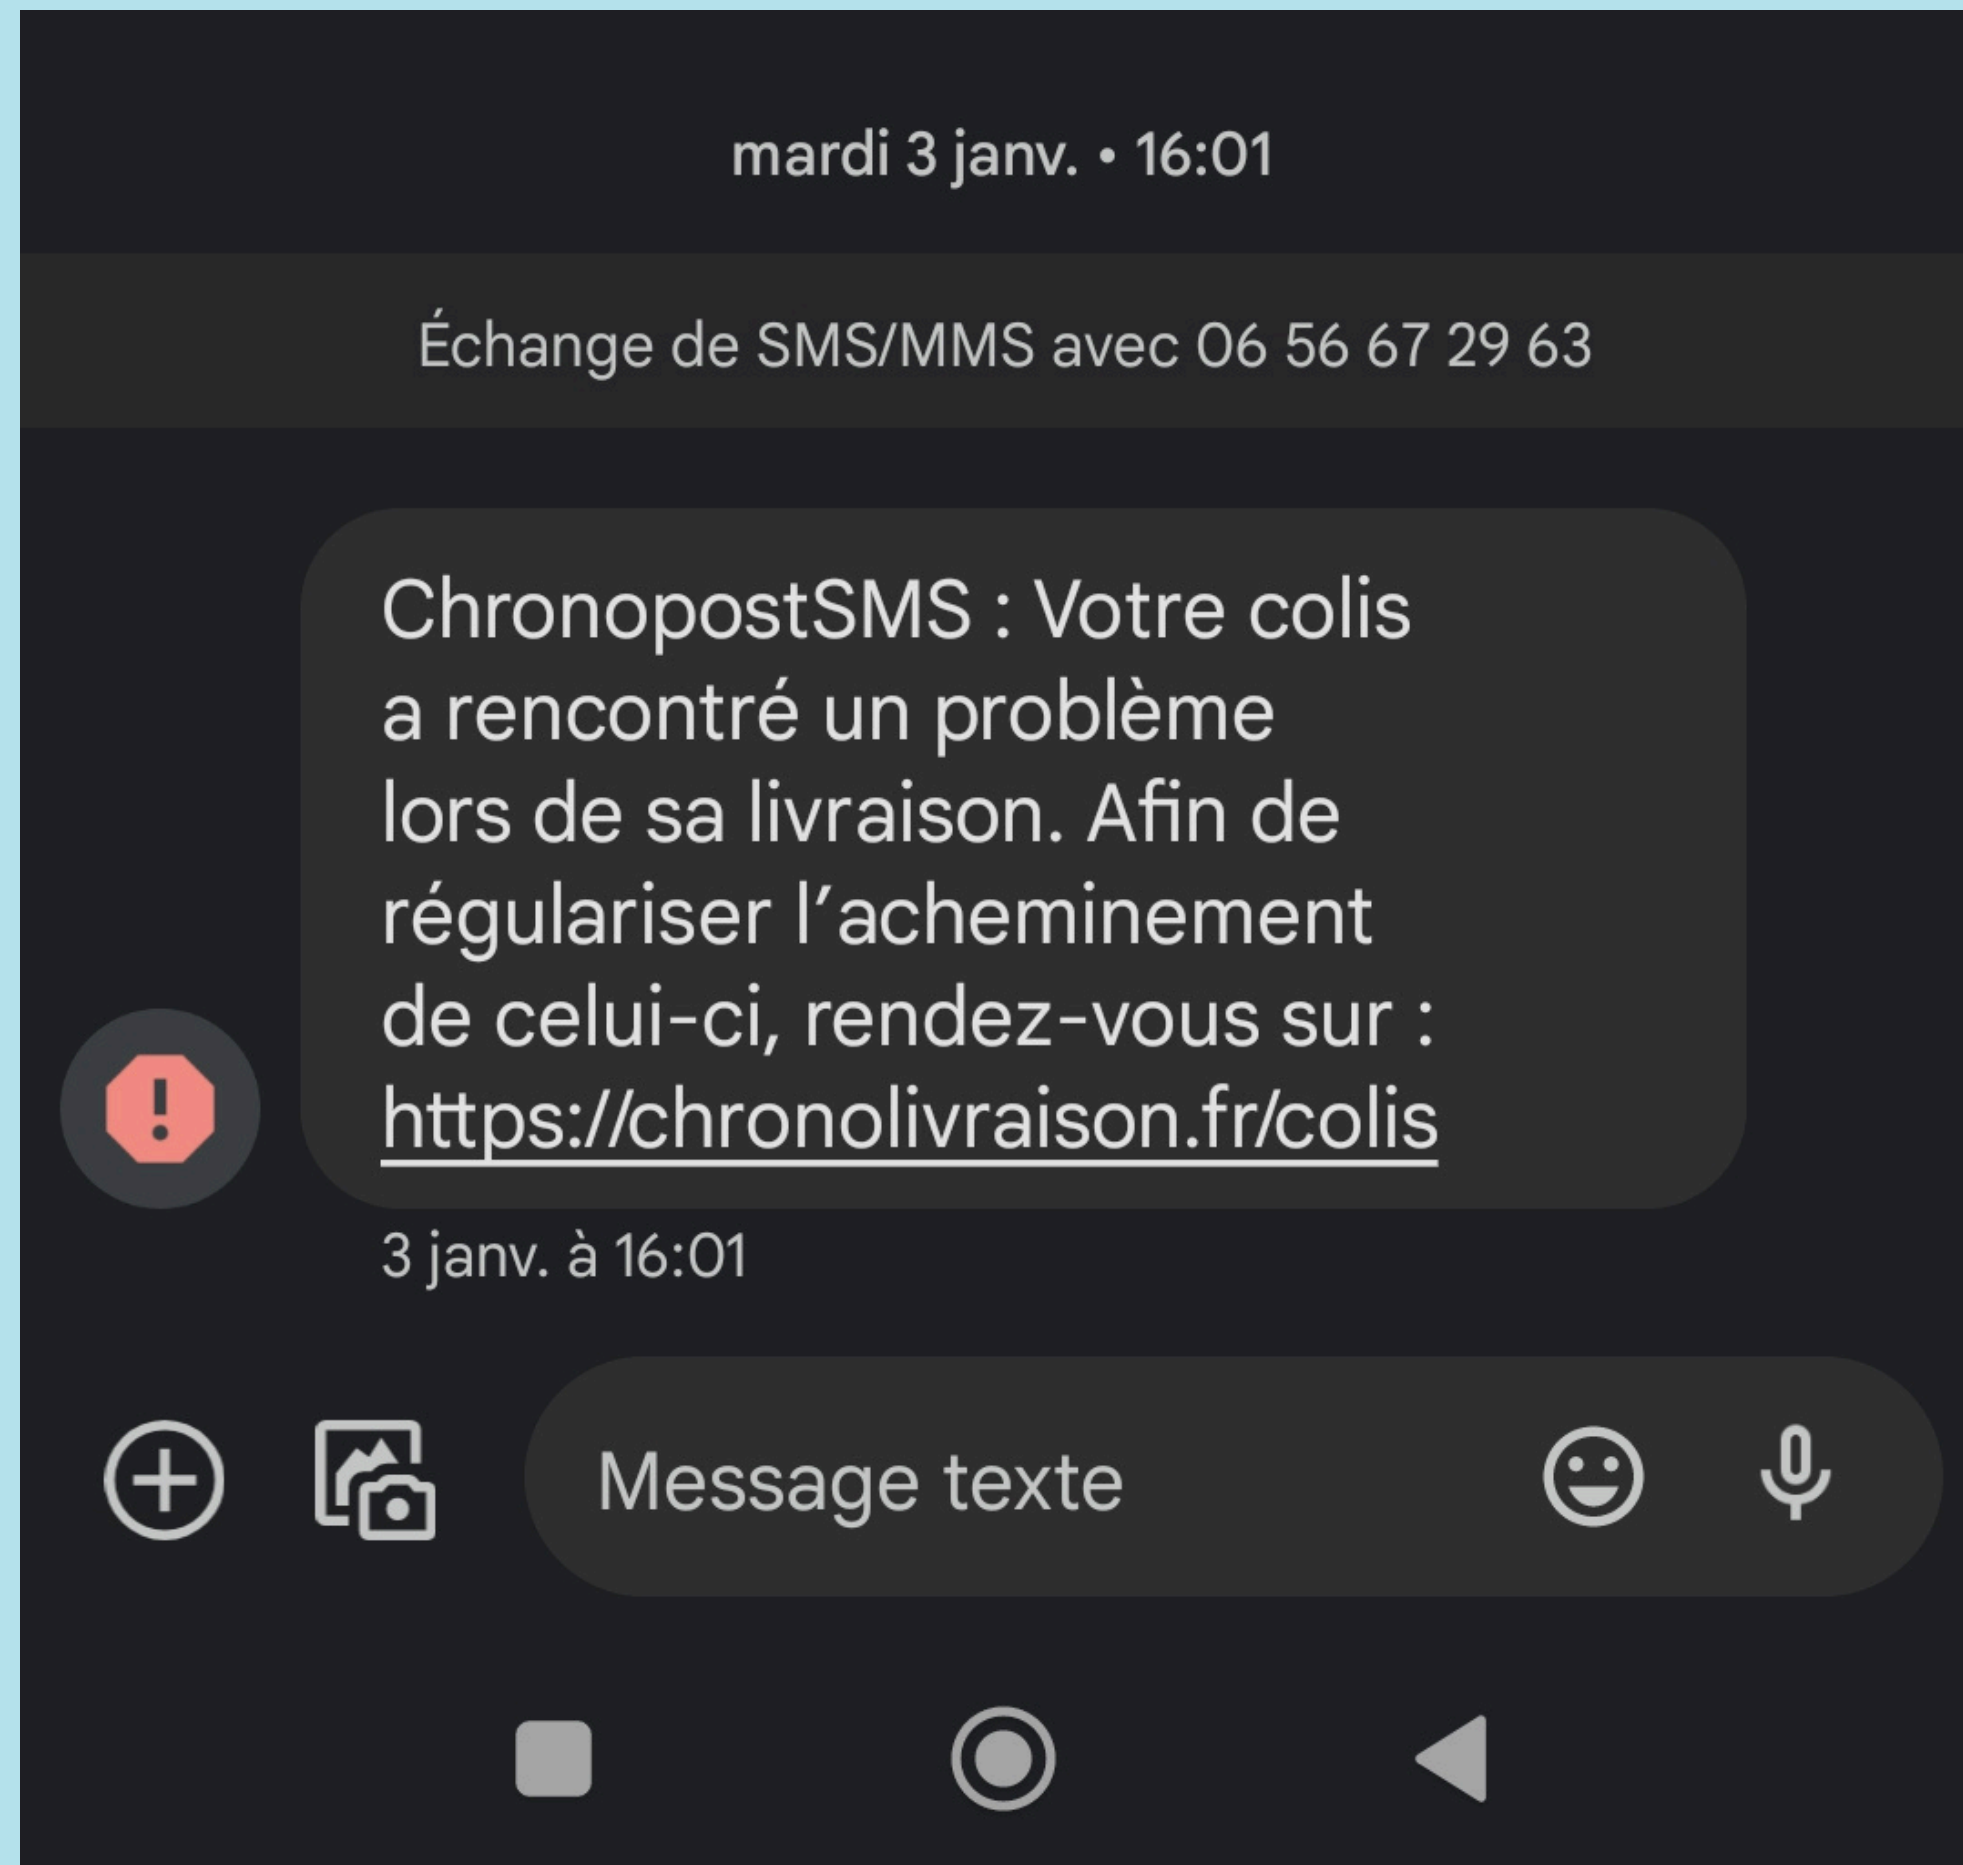 mardi 3 janv. • 16:01
Échange de SMS/MMS avec 06 56 67 29 63
ChronopostSMS : Votre colis
a rencontré un problème
lors de sa livraison. Afin de
régulariser l’acheminement
de celui-ci, rendez-vous sur :
https://chronolivraison.fr/colis
3 janv. à 16:01
Message texte